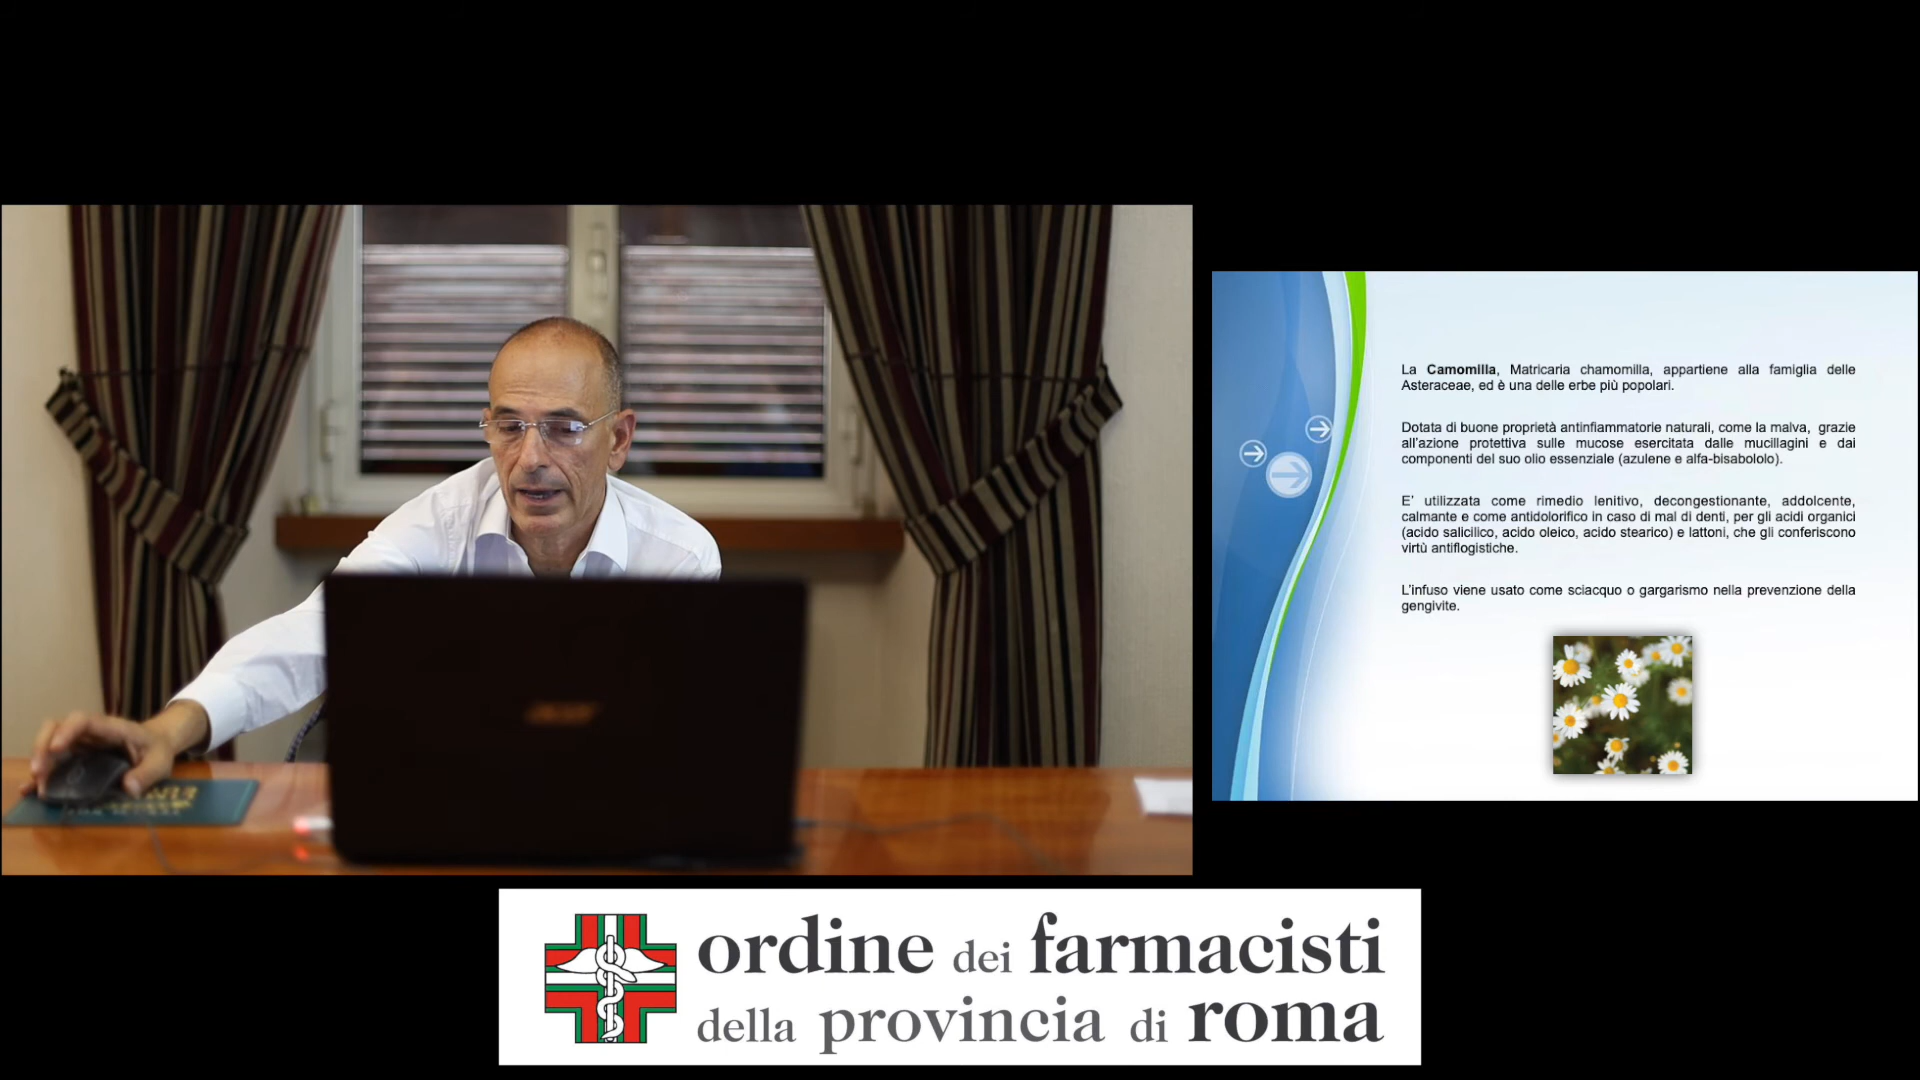 La Camomilla, Matricaria chamomilla, appartiene alla famiglia delle
Asteraceae, ed è una delle erbe più popolari.
Dotata di buone proprietà antinfiammatorie naturali, come la malva, grazie
all'azione protettiva sulle mucose esercitata dalle mucillagini e dai
componenti del suo olio essenziale (azulene e alfa-bisabololo).
E' utilizzata come rimedio lenitivo, decongestionante, addolcente,
calmante e come antidolorifico in caso di mal di denti, per gli acidi organici
(acido salicilico, acido oleico, acido stearico) e lattoni, che gli conferiscono
virtù antiflogistiche.
L'infuso viene usato come sciacquo o gargarismo nella prevenzione della
gengivite.
acer
ordine dei farmacisti
della provincia di roma